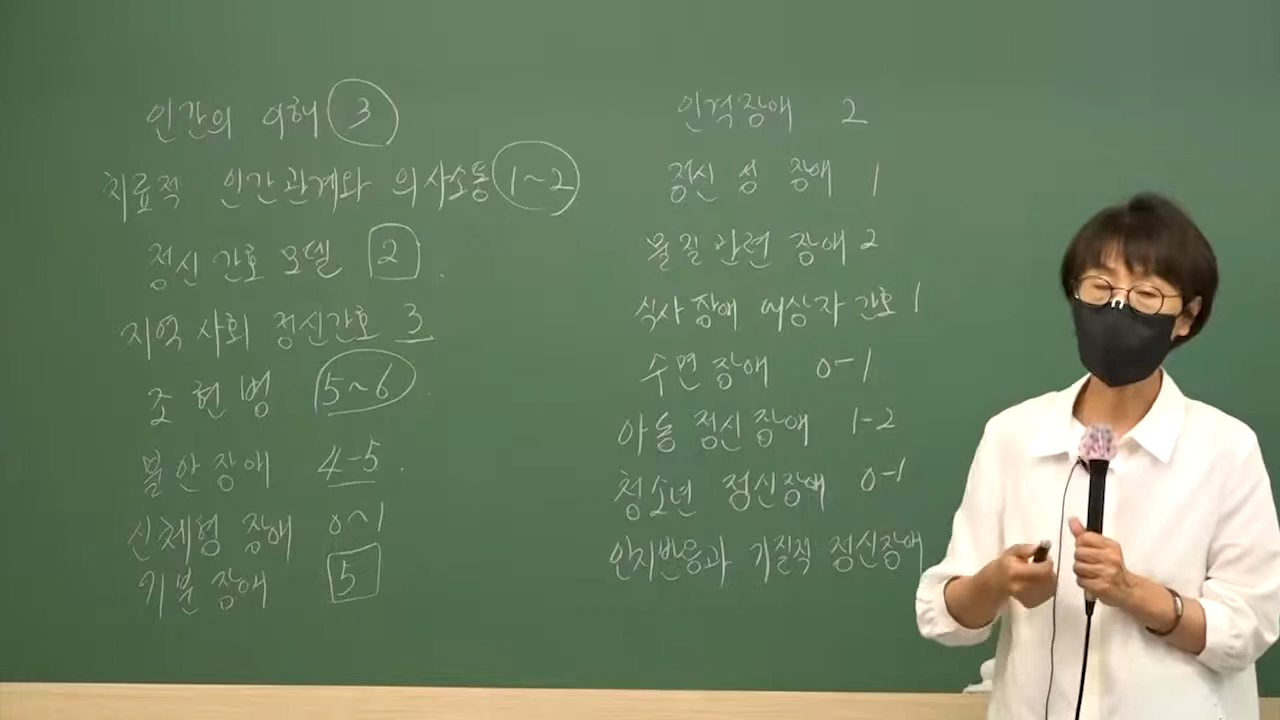 인간의 이해 3
치료적 인간관계와 의사소통 1~2
정신 간호 모델 2
지역 사회 정신간호 3
조현병 5~6
불안장애 4-5
신체형 장애 0~1
기분장애 5
인격장애 2
정신 성 장애 1
물질관련 장애 2
식사장애 대상자 간호 1
수면장애 0-1
아동 정신장애 1-2
청소년 정신장애 0-1
인지반응과 기질적 정신장애